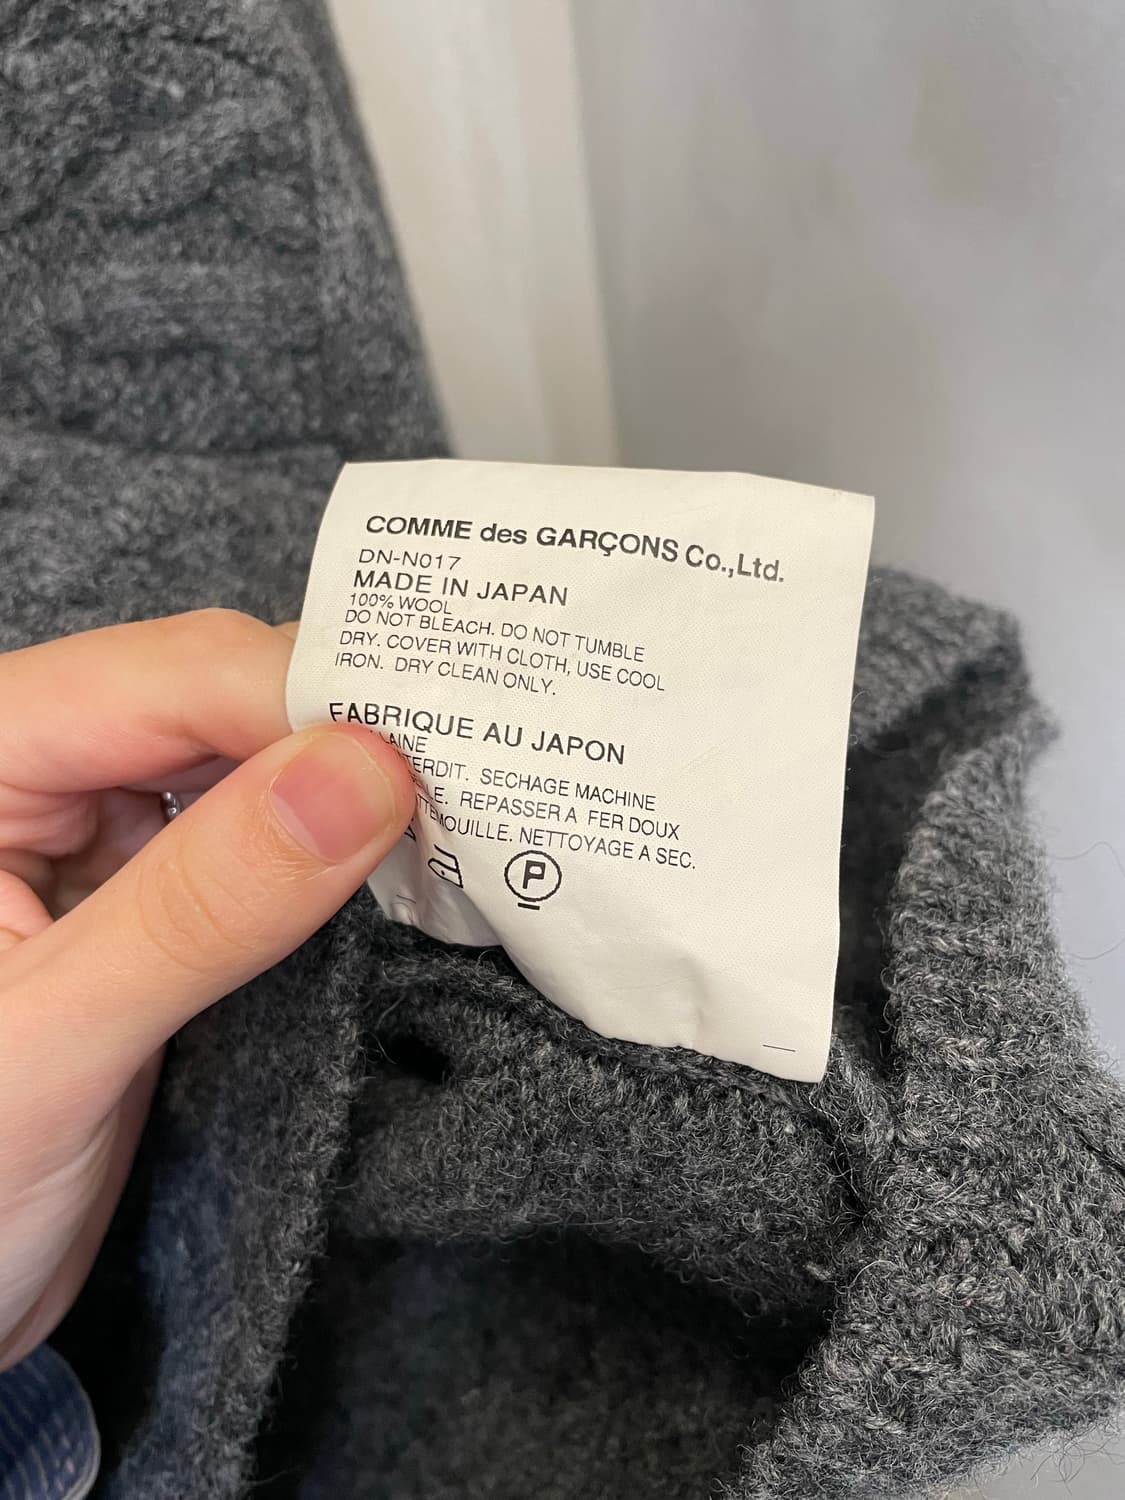 COMME des GARÇONS Co.,Ltd.
DN-N017
MADE IN JAPAN
100% WOOL
DO NOT BLEACH. DO NOT TUMBLE
DRY. COVER WITH CLOTH, USE COOL
IRON. DRY CLEAN ONLY.
FABRIQUE AU JAPON
LAINE
SECHAGE MACHINE
REPASSER A FER DOUX
NETTOYAGE A SEC.
P